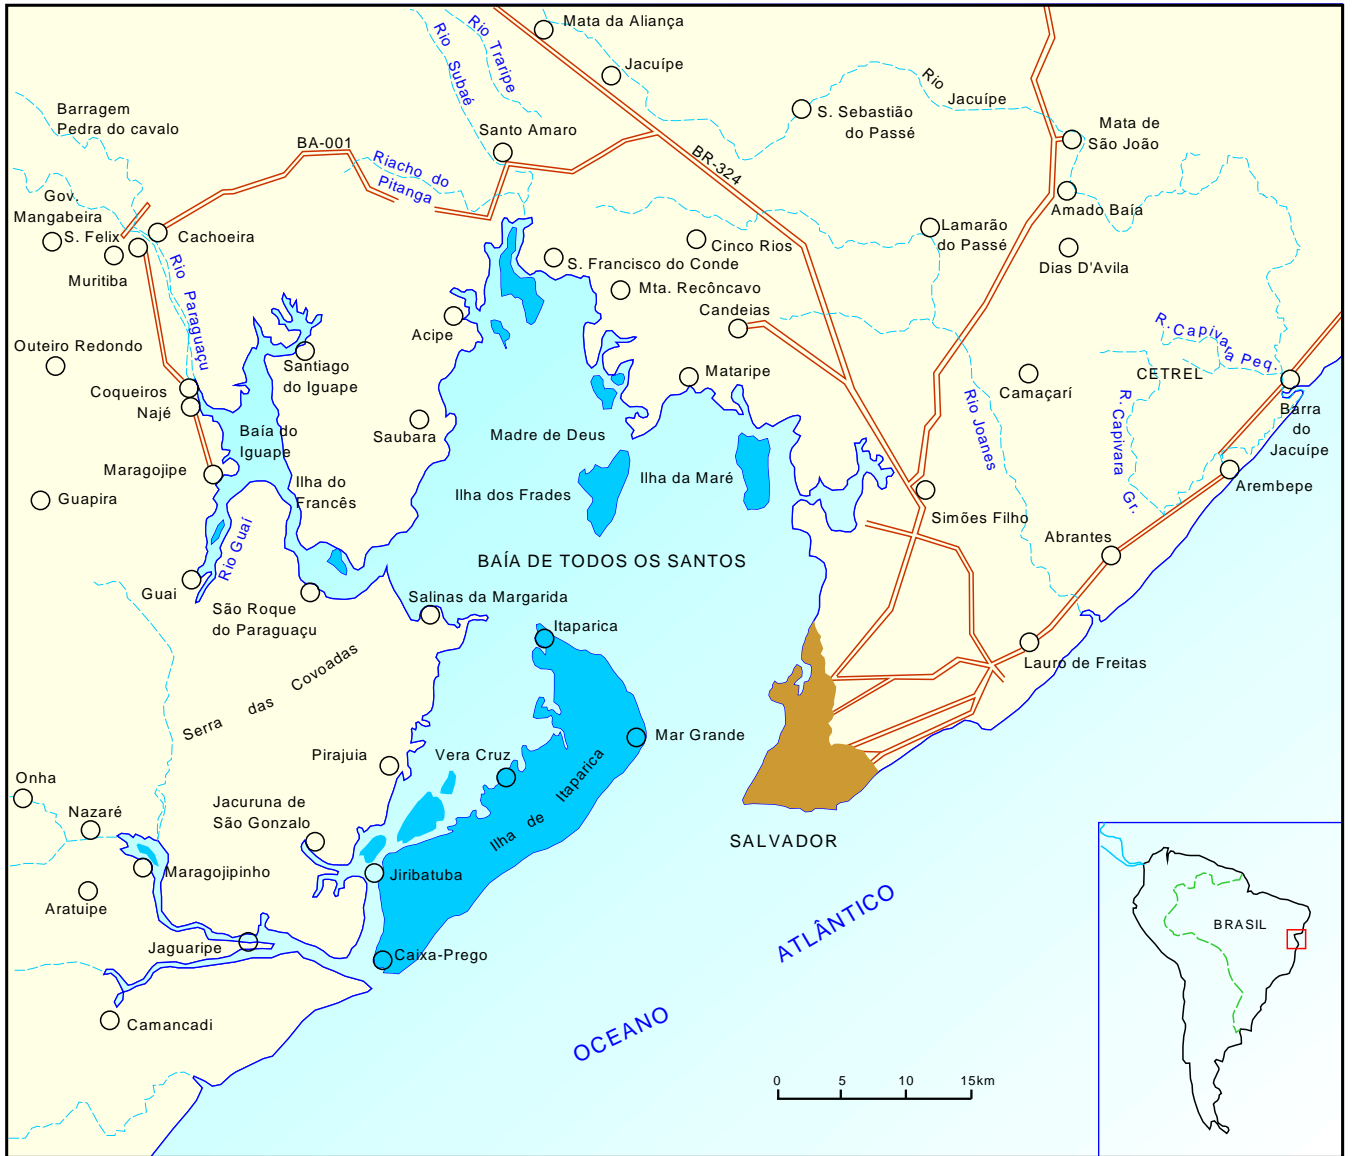 Mata da Aliança
Rio Traripe
Rio Subaé
Jacuípe
Rio
Jacuípe
Barragem
Pedra do cavalo
S. Sebastião
do Passé
Santo Amaro
Mata de
São João
BA-001
BR-324
Riacho do
Pitanga
Gov.
Mangabeira
S. Felix
Cachoeira
Muritiba
Amado Baía
Lamarão
do Passé
Cinco Rios
Dias D'Avila
S. Francisco do Conde
Mta. Recôncavo
Candeias
Rio Paraguaçu
Acipe
R. Capivara Peq.
Outeiro Redondo
Santiago
do Iguape
Mataripe
CETREL
Camaçarí
Coqueiros
Najé
Saubara
Baía do
Iguape
Madre de Deus
Rio Joanes
R. Capivara Gr.
Barra
do
Jacuípe
Maragojipe
Ilha do
Francês
Ilha dos Frades
Ilha da Maré
Arembepe
Guapira
Simões Filho
Rio Guaí
Abrantes
BAÍA DE TODOS OS SANTOS
Guai
São Roque
do Paraguaçu
Salinas da Margarida
Itaparica
Lauro de Freitas
Serra das Covoadas
Mar Grande
Pirajuia
Vera Cruz
Ilha de Itaparica
Onha
Nazaré
Jacuruna de
São Gonzalo
SALVADOR
Maragojipinho
Jiribatuba
Aratuipe
Jaguaripe
Caixa-Prego
ATLÂNTICO
BRASIL
Camancadi
OCEANO
0 5 10 15km